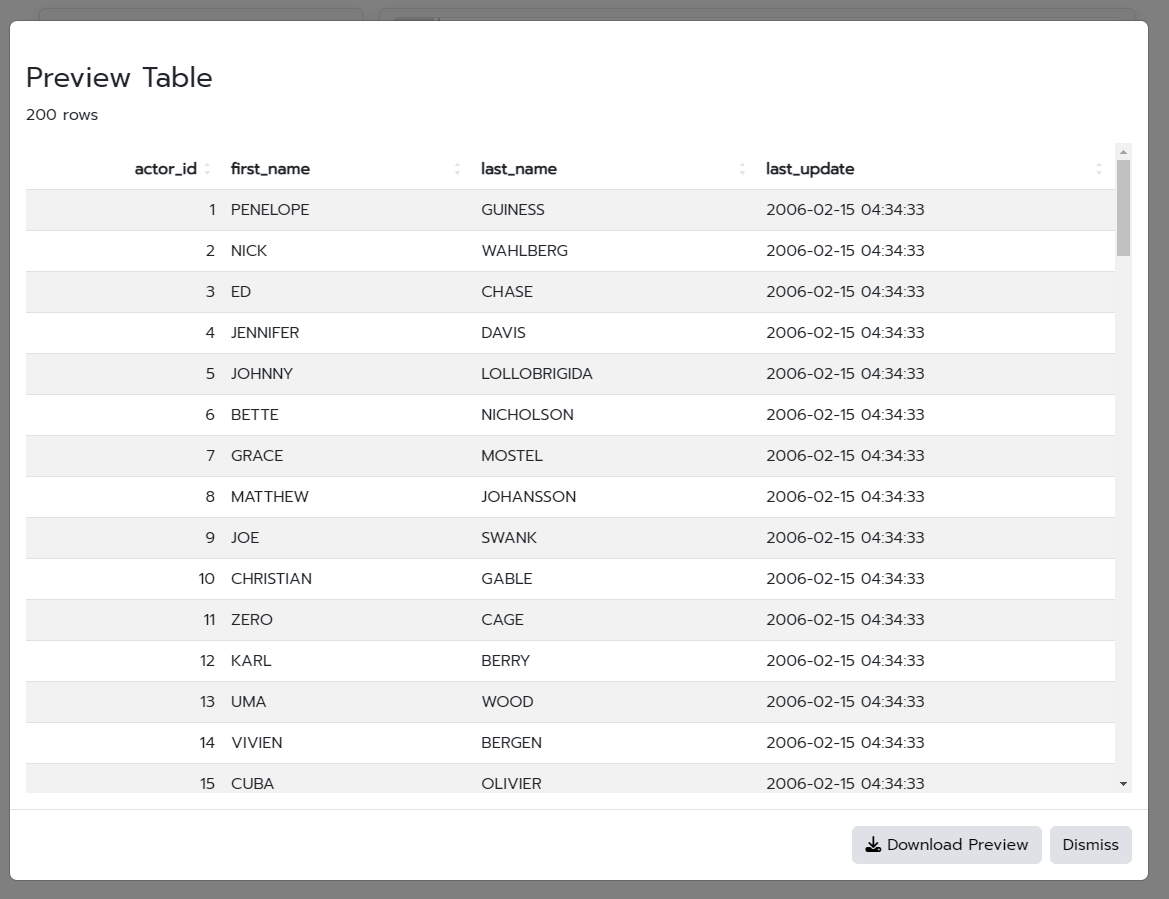 Preview Table
200 rows
actor_id first_name last_name last_update
1 PENELOPE GUINESS 2006-02-15 04:34:33
2 NICK WAHLBERG 2006-02-15 04:34:33
3 ED CHASE 2006-02-15 04:34:33
4 JENNIFER DAVIS 2006-02-15 04:34:33
5 JOHNNY LOLLOBRIGIDA 2006-02-15 04:34:33
6 BETTE NICHOLSON 2006-02-15 04:34:33
7 GRACE MOSTEL 2006-02-15 04:34:33
8 MATTHEW JOHANSSON 2006-02-15 04:34:33
9 JOE SWANK 2006-02-15 04:34:33
10 CHRISTIAN GABLE 2006-02-15 04:34:33
11 ZERO CAGE 2006-02-15 04:34:33
12 KARL BERRY 2006-02-15 04:34:33
13 UMA WOOD 2006-02-15 04:34:33
14 VIVIEN BERGEN 2006-02-15 04:34:33
15 CUBA OLIVIER 2006-02-15 04:34:33
Download Preview Dismiss